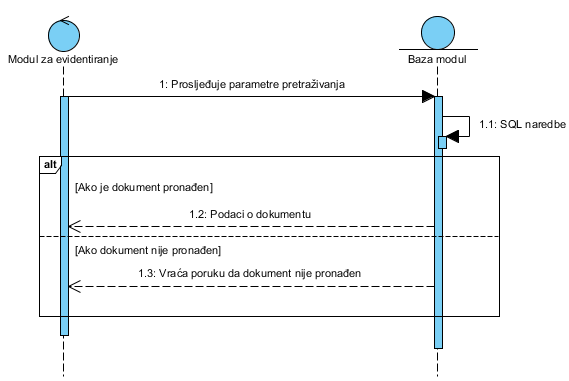 Modul za evidentiranje
Baza modul
1: Prosljeđuje parametre pretraživanja
1.1: SQL naredbe
alt
[Ako je dokument pronađen]
1.2: Podaci o dokumentu
[Ako dokument nije pronađen]
1.3: Vraća poruku da dokument nije pronađen